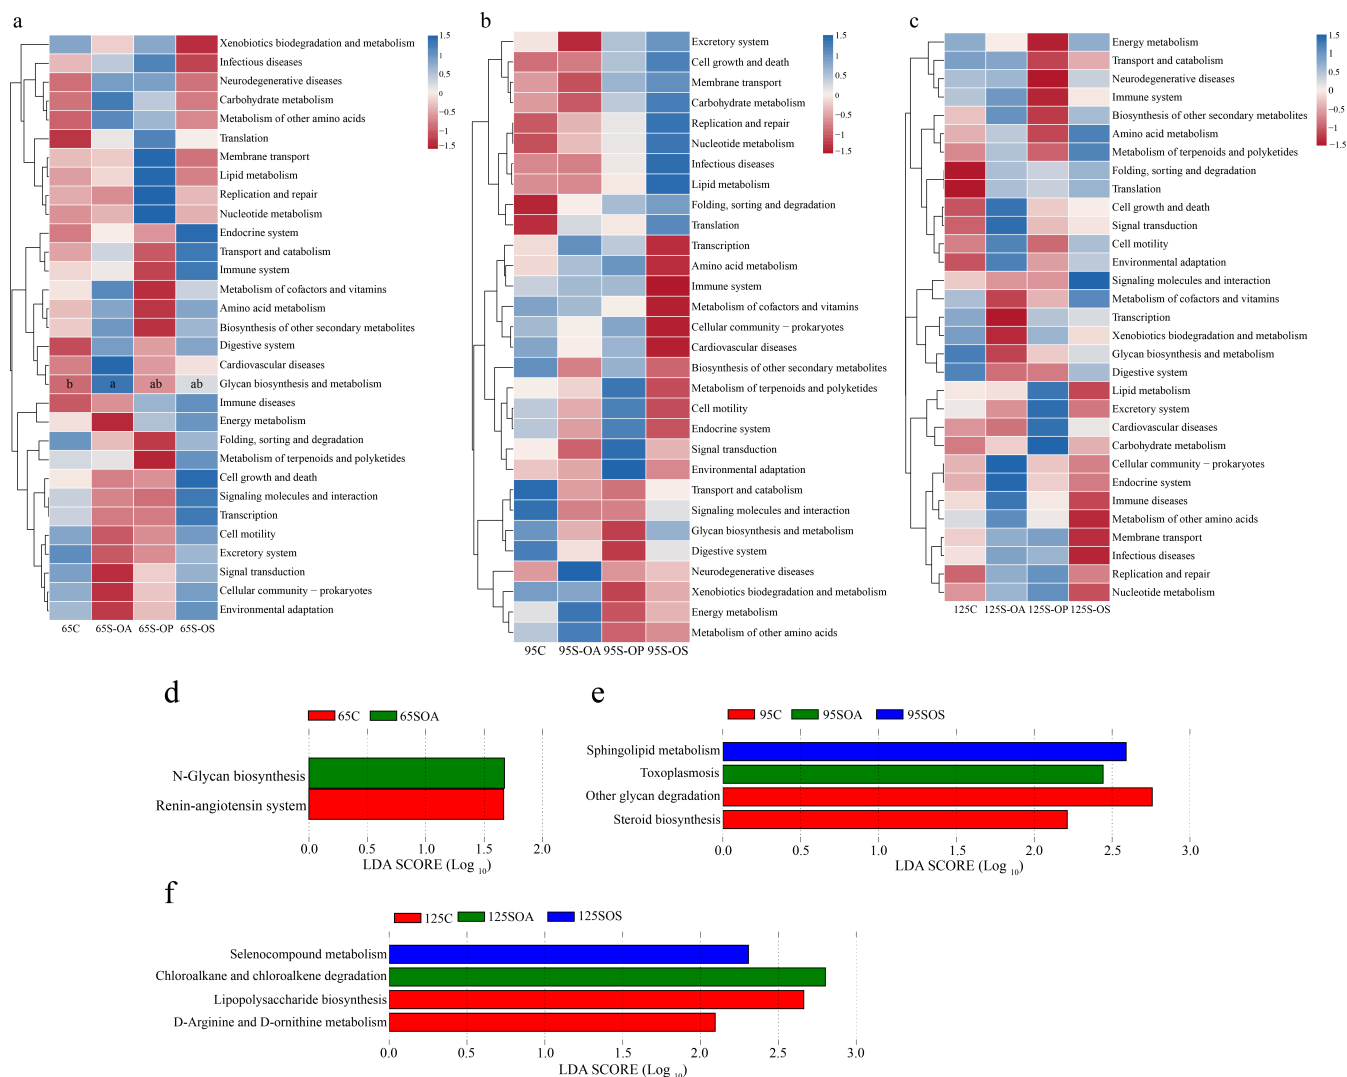 a
Xenobiotics biodegradation and metabolism
Infectious diseases
Neurodegenerative diseases
Carbohydrate metabolism
Metabolism of other amino acids
Translation
Membrane transport
Lipid metabolism
Replication and repair
Nucleotide metabolism
Endocrine system
Transport and catabolism
Immune system
Metabolism of cofactors and vitamins
Amino acid metabolism
Biosynthesis of other secondary metabolites
Digestive system
Cardiovascular diseases
b a ab ab Glycan biosynthesis and metabolism
Immune diseases
Energy metabolism
Folding, sorting and degradation
Metabolism of terpenoids and polyketides
Cell growth and death
Signaling molecules and interaction
Transcription
Cell motility
Excretory system
Signal transduction
Cellular community − prokaryotes
Environmental adaptation
65C 65S-OA 65S-OP 65S-OS
1.5
1
0.5
0
−0.5
−1
−1.5
b
Excretory system
Cell growth and death
Membrane transport
Carbohydrate metabolism
Replication and repair
Nucleotide metabolism
Infectious diseases
Lipid metabolism
Folding, sorting and degradation
Translation
Transcription
Amino acid metabolism
Immune system
Metabolism of cofactors and vitamins
Cellular community − prokaryotes
Cardiovascular diseases
Biosynthesis of other secondary metabolites
Metabolism of terpenoids and polyketides
Cell motility
Endocrine system
Signal transduction
Environmental adaptation
Transport and catabolism
Signaling molecules and interaction
Glycan biosynthesis and metabolism
Digestive system
Neurodegenerative diseases
Xenobiotics biodegradation and metabolism
Energy metabolism
Metabolism of other amino acids
95C 95S-OA 95S-OP 95S-OS
1.5
1
0.5
0
−0.5
−1
−1.5
c
Energy metabolism
Transport and catabolism
Neurodegenerative diseases
Immune system
Biosynthesis of other secondary metabolites
Amino acid metabolism
Metabolism of terpenoids and polyketides
Folding, sorting and degradation
Translation
Cell growth and death
Signal transduction
Cell motility
Environmental adaptation
Signaling molecules and interaction
Metabolism of cofactors and vitamins
Transcription
Xenobiotics biodegradation and metabolism
Glycan biosynthesis and metabolism
Digestive system
Lipid metabolism
Excretory system
Cardiovascular diseases
Carbohydrate metabolism
Cellular community − prokaryotes
Endocrine system
Immune diseases
Metabolism of other amino acids
Membrane transport
Infectious diseases
Replication and repair
Nucleotide metabolism
125C 125S-OA 125S-OP 125S-OS
1.5
1
0.5
0
−0.5
−1
−1.5
d
65C 65SOA
N-Glycan biosynthesis
Renin-angiotensin system
0.0 0.5 1.0 1.5 2.0
LDA SCORE (Log 10)
e
95C 95SOA 95SOS
Sphingolipid metabolism
Toxoplasmosis
Other glycan degradation
Steroid biosynthesis
0.0 0.5 1.0 1.5 2.0 2.5 3.0
LDA SCORE (Log 10)
f
125C 125SOA 125SOS
Selenocompound metabolism
Chloroalkane and chloroalkene degradation
Lipopolysaccharide biosynthesis
D-Arginine and D-ornithine metabolism
0.0 0.5 1.0 1.5 2.0 2.5 3.0
LDA SCORE (Log 10)